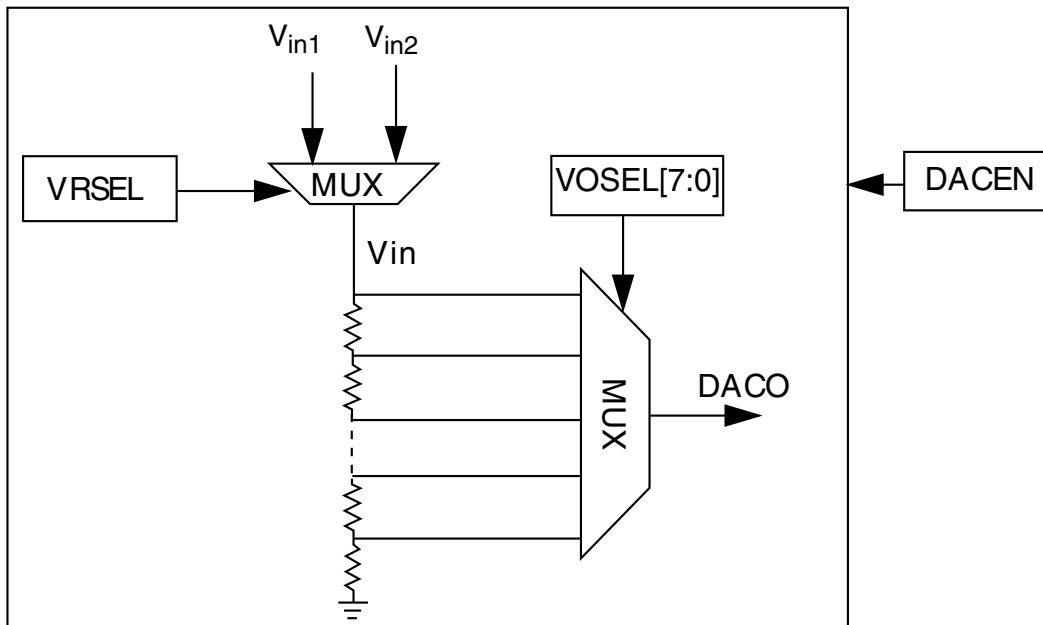 Vin1
Vin2
VRSEL
MUX
VOSEL[7:0]
DACEN
Vin
MUX
DACO